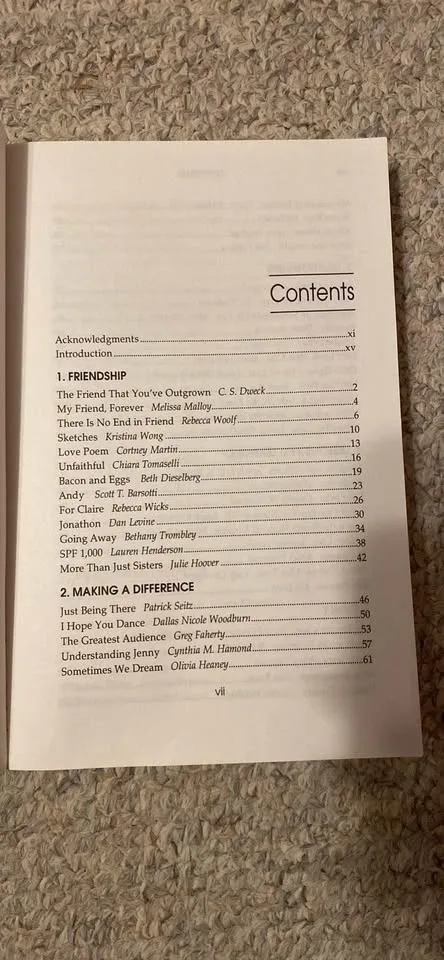 Contents
Acknowledgments xi
Introduction xv
1. FRIENDSHIP
The Friend That You've Outgrown C. S. Dweck 2
My Friend, Forever Melissa Malloy 4
There Is No End in Friend Rebecca Woolf 6
Sketches Kristina Wong 10
Love Poem Cortney Martin 13
Unfaithful Chiara Tomaselli 16
Bacon and Eggs Beth Dieselberg 19
Andy Scott T. Barsotti 23
For Claire Rebecca Wicks 26
Jonathon Dan Levine 30
Going Away Bethany Trombley 34
SPF 1,000 Lauren Henderson 38
More Than Just Sisters Julie Hoover 42
2. MAKING A DIFFERENCE
Just Being There Patrick Seitz 46
I Hope You Dance Dallas Nicole Woodburn 50
The Greatest Audience Greg Faherty 53
Understanding Jenny Cynthia M. Hamond 57
Sometimes We Dream Olivia Heaney 61
vii